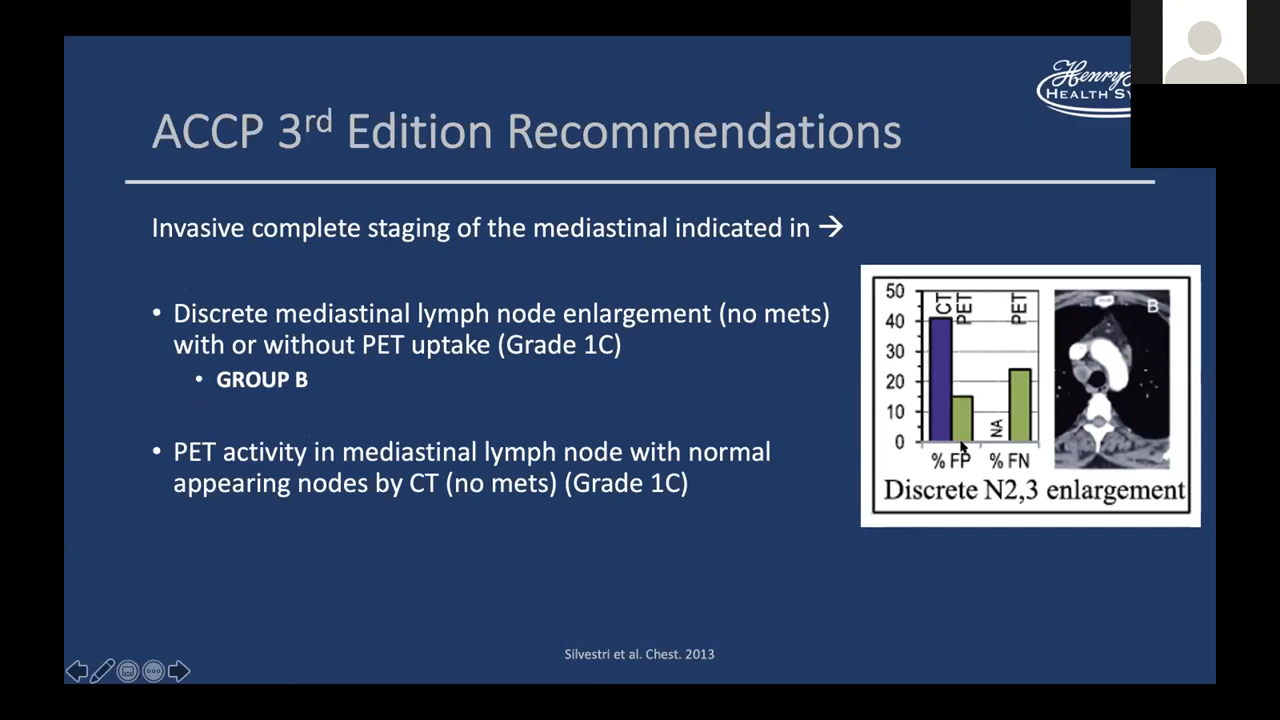 Henry
HEALTH SY
ACCP 3rd Edition Recommendations
Invasive complete staging of the mediastinal indicated in →
• Discrete mediastinal lymph node enlargement (no mets)
with or without PET uptake (Grade 1C)
• GROUP B
• PET activity in mediastinal lymph node with normal
appearing nodes by CT (no mets) (Grade 1C)
50
40
30
20
10
0
CT
PET
NA
PET
% FP
% FN
B
Discrete N2,3 enlargement
Silvestri et al. Chest. 2013